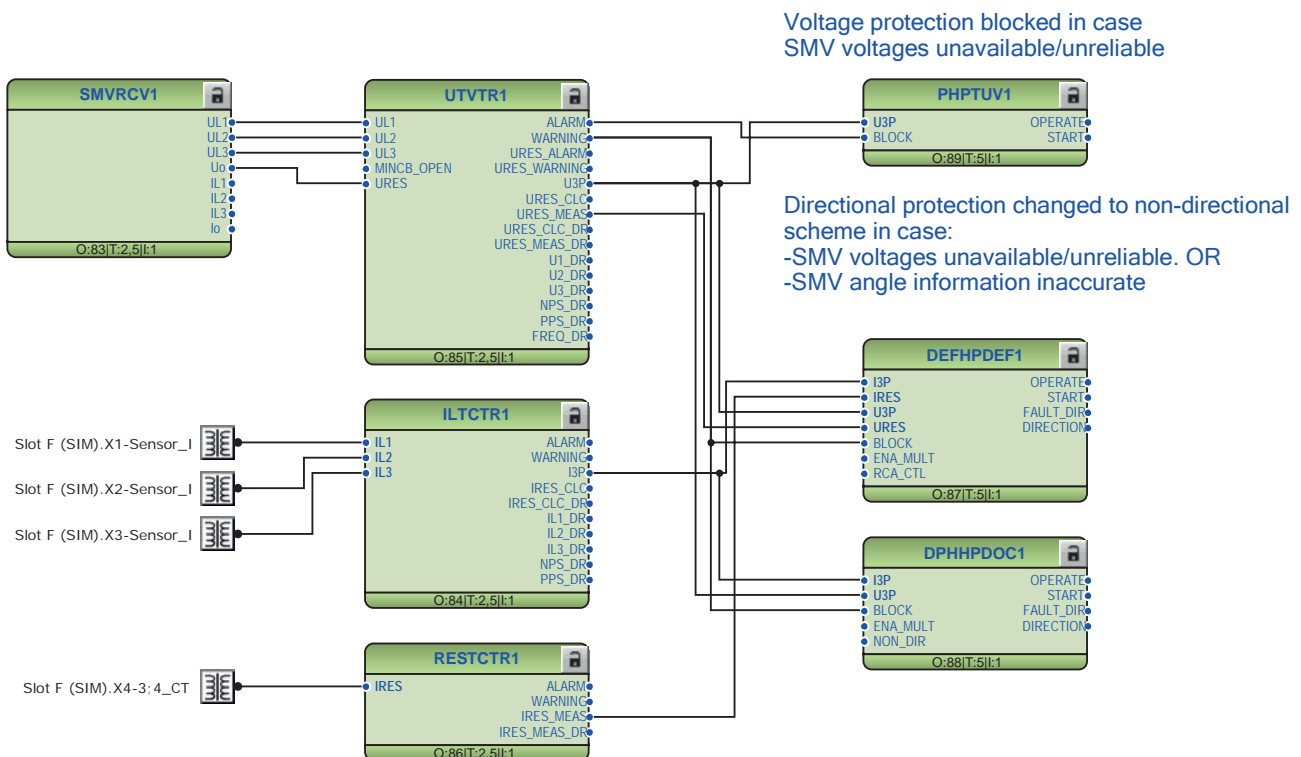 Voltage protection blocked in case
SMV voltages unavailable/unreliable
SMVRCV1
UL1
UL2
UL3
Uo
IL1
IL2
IL3
Io
O:83|T:2,5|I:1
UTVTR1
UL1
UL2
UL3
MINCB_OPEN
URES
ALARM
WARNING
URES_ALARM
URES_WARNING
U3P
URES_CLC
URES_MEAS
URES_CLC_DR
URES_MEAS_DR
U1_DR
U2_DR
U3_DR
NPS_DR
PPS_DR
FREQ_DR
O:85|T:2,5|I:1
PHPTUV1
U3P
BLOCK
OPERATE
START
O:89|T:5|I:1
Directional protection changed to non-directional
scheme in case:
-SMV voltages unavailable/unreliable. OR
-SMV angle information inaccurate
DEFHPDEF1
I3P
IRES
U3P
URES
BLOCK
ENA_MULT
RCA_CTL
OPERATE
START
FAULT_DIR
DIRECTION
O:87|T:5|I:1
Slot F (SIM).X1-Sensor_I
Slot F (SIM).X2-Sensor_I
Slot F (SIM).X3-Sensor_I
ILTCTR1
IL1
IL2
IL3
ALARM
WARNING
I3P
IRES_CLC
IRES_CLC_DR
IL1_DR
IL2_DR
IL3_DR
NPS_DR
PPS_DR
O:84|T:2,5|I:1
DPHHPDOC1
I3P
U3P
BLOCK
ENA_MULT
NON_DIR
OPERATE
START
FAULT_DIR
DIRECTION
O:88|T:5|I:1
Slot F (SIM).X4-3;4_CT
RESTCTR1
IRES
ALARM
WARNING
IRES_MEAS
IRES_MEAS_DR
O:86|T:2,5|I:1